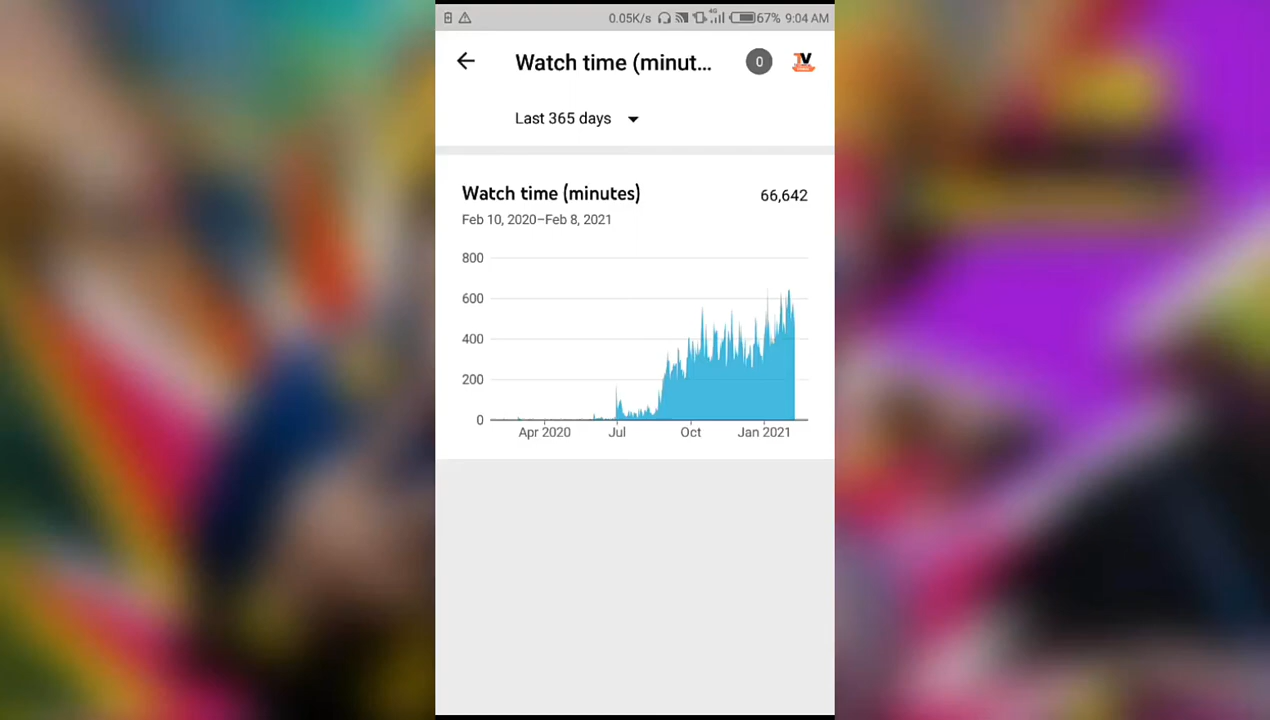 0.05K/s 4G 67% 9:04 AM
Watch time (minut... 0 V
Last 365 days
Watch time (minutes) 66,642
Feb 10, 2020–Feb 8, 2021
800
600
400
200
0
Apr 2020 Jul Oct Jan 2021